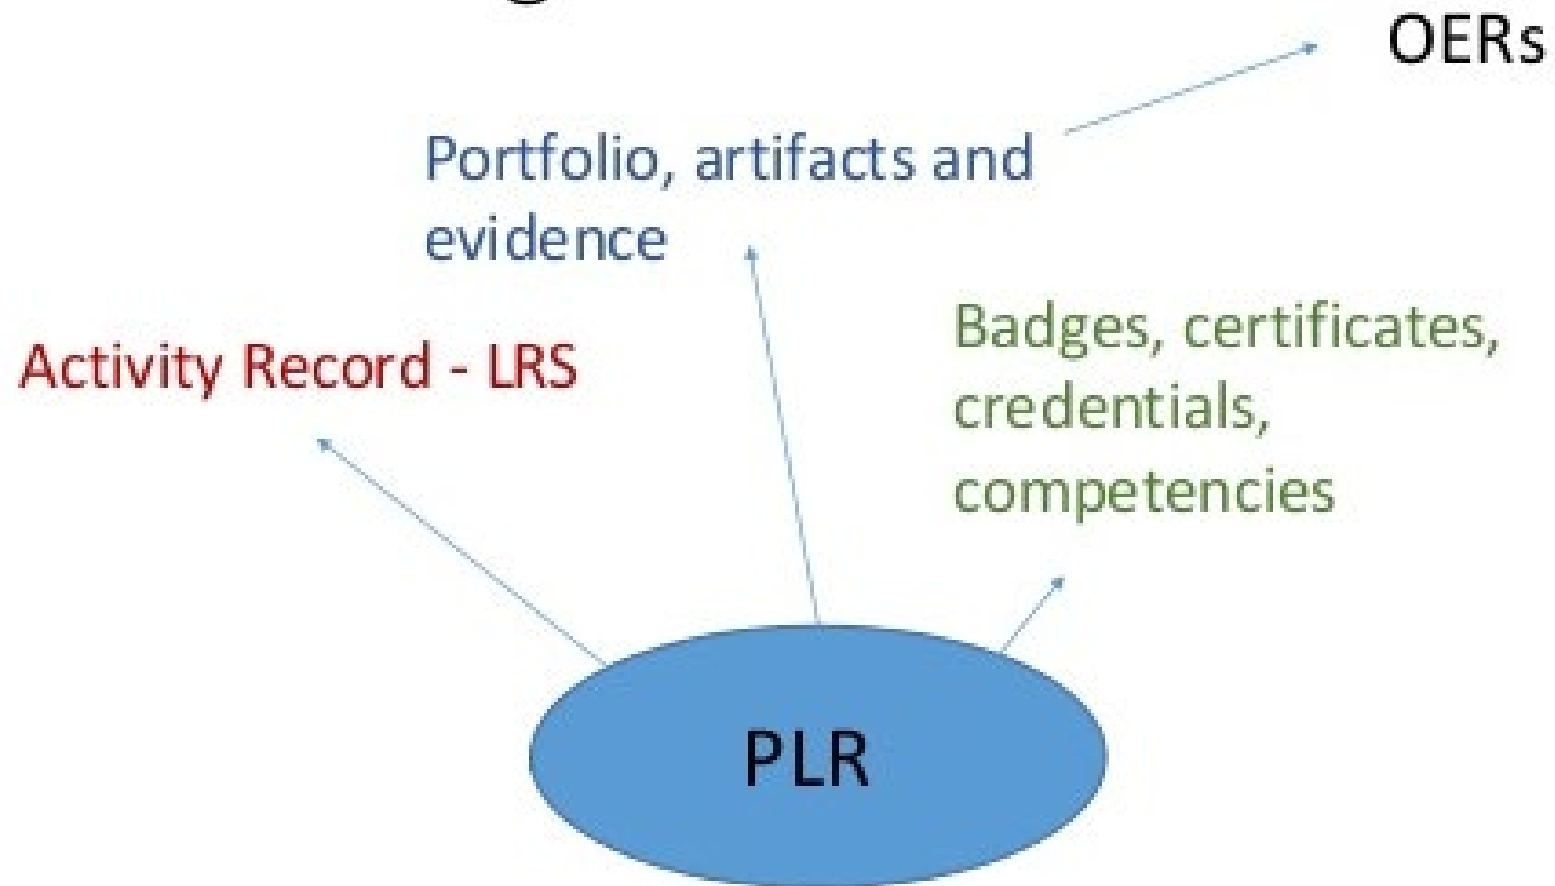 OERs
Portfolio, artifacts and
evidence
Badges, certificates,
credentials,
competencies
Activity Record - LRS
PLR